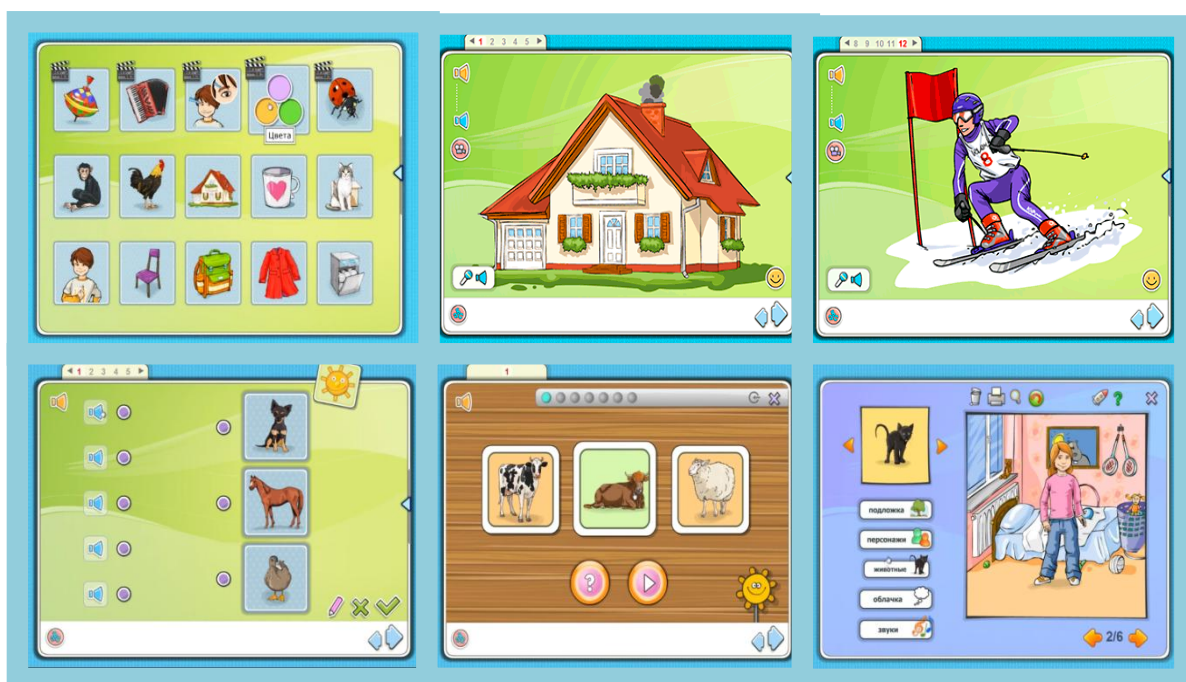 Цвета
1 2 3 4 5
8 9 10 11 12
8
1 2 3 4 5
1
?
?
подложка
персонажи
животные
облачка
звуки
2/6